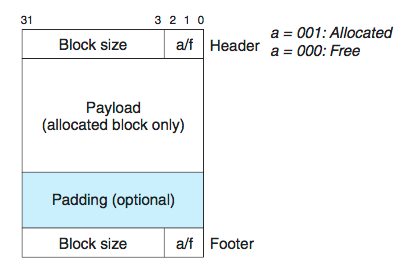 31 3 2 1 0
Block size a/f Header
a = 001: Allocated
a = 000: Free
Payload
(allocated block only)
Padding (optional)
Block size a/f Footer